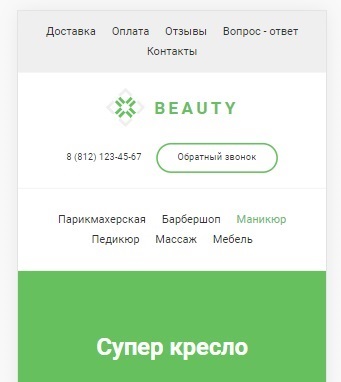 Доставка Оплата Отзывы Вопрос - ответ
Контакты
BEAUTY
8 (812) 123-45-67 Обратный звонок
Парикмахерская Барбершоп Маникюр
Педикюр Массаж Мебель
Супер кресло